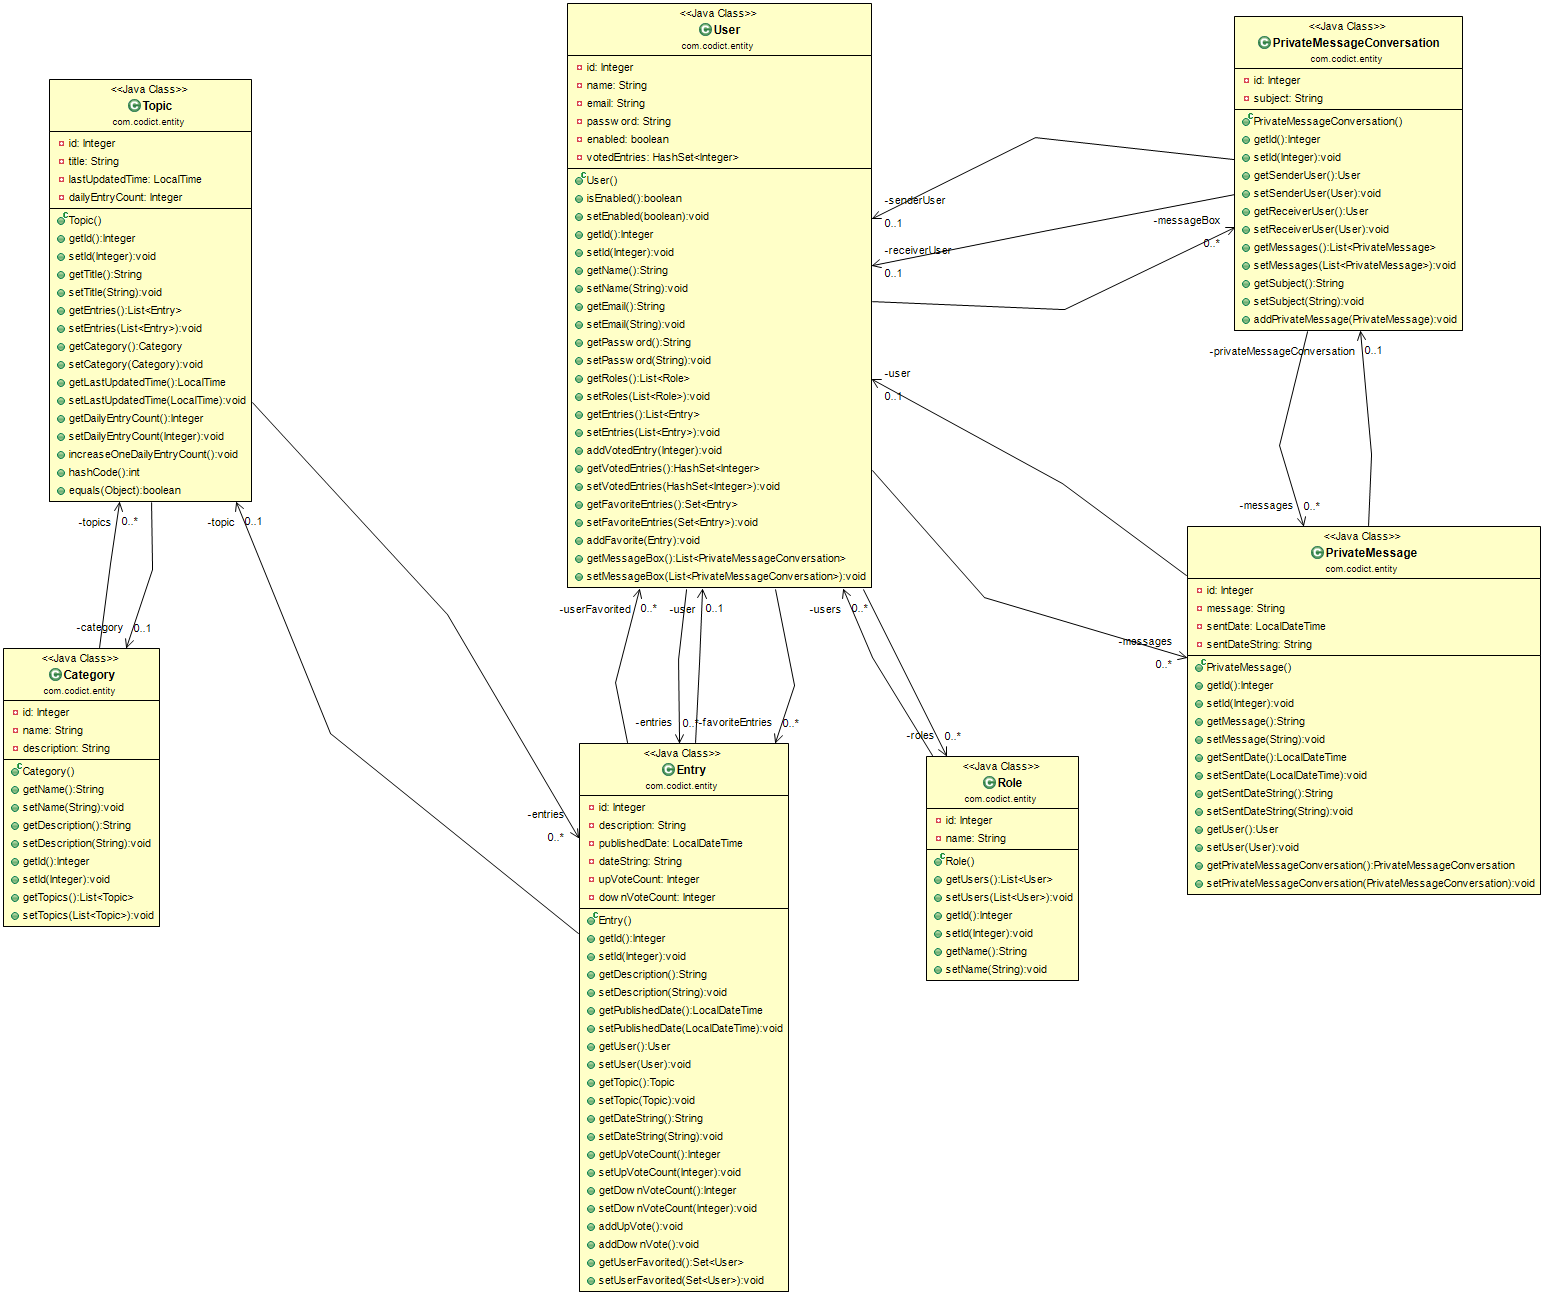 <<Java Class>>
Topic
com.codict.entity
id: Integer
title: String
lastUpdatedTime: LocalTime
dailyEntryCount: Integer
Topic()
getId():Integer
setId(Integer):void
getTitle():String
setTitle(String):void
getEntries():List<Entry>
setEntries(List<Entry>):void
getCategory():Category
setCategory(Category):void
getLastUpdatedTime():LocalTime
setLastUpdatedTime(LocalTime):void
getDailyEntryCount():Integer
setDailyEntryCount(Integer):void
increaseOneDailyEntryCount():void
hashCode():int
equals(Object):boolean
-topics 0..*
-topic 0..1
-category 0..1
<<Java Class>>
Category
com.codict.entity
id: Integer
name: String
description: String
Category()
getName():String
setName(String):void
getDescription():String
setDescription(String):void
getId():Integer
setId(Integer):void
getTopics():List<Topic>
setTopics(List<Topic>):void
<<Java Class>>
User
com.codict.entity
id: Integer
name: String
email: String
password: String
enabled: boolean
votedEntries: HashSet<Integer>
User()
isEnabled():boolean
setEnabled(boolean):void
getId():Integer
setId(Integer):void
getName():String
setName(String):void
getEmail():String
setEmail(String):void
getPassword():String
setPassword(String):void
getRoles():List<Role>
setRoles(List<Role>):void
getEntries():List<Entry>
setEntries(List<Entry>):void
addVotedEntry(Integer):void
getVotedEntries():HashSet<Integer>
setVotedEntries(HashSet<Integer>):void
getFavoriteEntries():Set<Entry>
setFavoriteEntries(Set<Entry>):void
addFavorite(Entry):void
getMessageBox():List<PrivateMessageConversation>
setMessageBox(List<PrivateMessageConversation>):void
-senderUser
0..1
-receiverUser
0..1
-messageBox
0..*
-user
0..1
-messages
0..*
-userFavorited 0..*
-user 0..1
-users 0..*
-entries 0..*
-favoriteEntries 0..*
-roles 0..*
-entries
0..*
<<Java Class>>
Entry
com.codict.entity
id: Integer
description: String
publishedDate: LocalDateTime
dateString: String
upVoteCount: Integer
downVoteCount: Integer
Entry()
getId():Integer
setId(Integer):void
getDescription():String
setDescription(String):void
getPublishedDate():LocalDateTime
setPublishedDate(LocalDateTime):void
getUser():User
setUser(User):void
getTopic():Topic
setTopic(Topic):void
getDateString():String
setDateString(String):void
getUpVoteCount():Integer
setUpVoteCount(Integer):void
getDownVoteCount():Integer
setDownVoteCount(Integer):void
addUpVote():void
addDownVote():void
getUserFavorited():Set<User>
setUserFavorited(Set<User>):void
<<Java Class>>
Role
com.codict.entity
id: Integer
name: String
Role()
getUsers():List<User>
setUsers(List<User>):void
getId():Integer
setId(Integer):void
getName():String
setName(String):void
<<Java Class>>
PrivateMessageConversation
com.codict.entity
id: Integer
subject: String
PrivateMessageConversation()
getId():Integer
setId(Integer):void
getSenderUser():User
setSenderUser(User):void
getReceiverUser():User
setReceiverUser(User):void
getMessages():List<PrivateMessage>
setMessages(List<PrivateMessage>):void
getSubject():String
setSubject(String):void
addPrivateMessage(PrivateMessage):void
-privateMessageConversation 0..1
-messages 0..*
<<Java Class>>
PrivateMessage
com.codict.entity
id: Integer
message: String
sentDate: LocalDateTime
sentDateString: String
PrivateMessage()
getId():Integer
setId(Integer):void
getMessage():String
setMessage(String):void
getSentDate():LocalDateTime
setSentDate(LocalDateTime):void
getSentDateString():String
setSentDateString(String):void
getUser():User
setUser(User):void
getPrivateMessageConversation():PrivateMessageConversation
setPrivateMessageConversation(PrivateMessageConversation):void